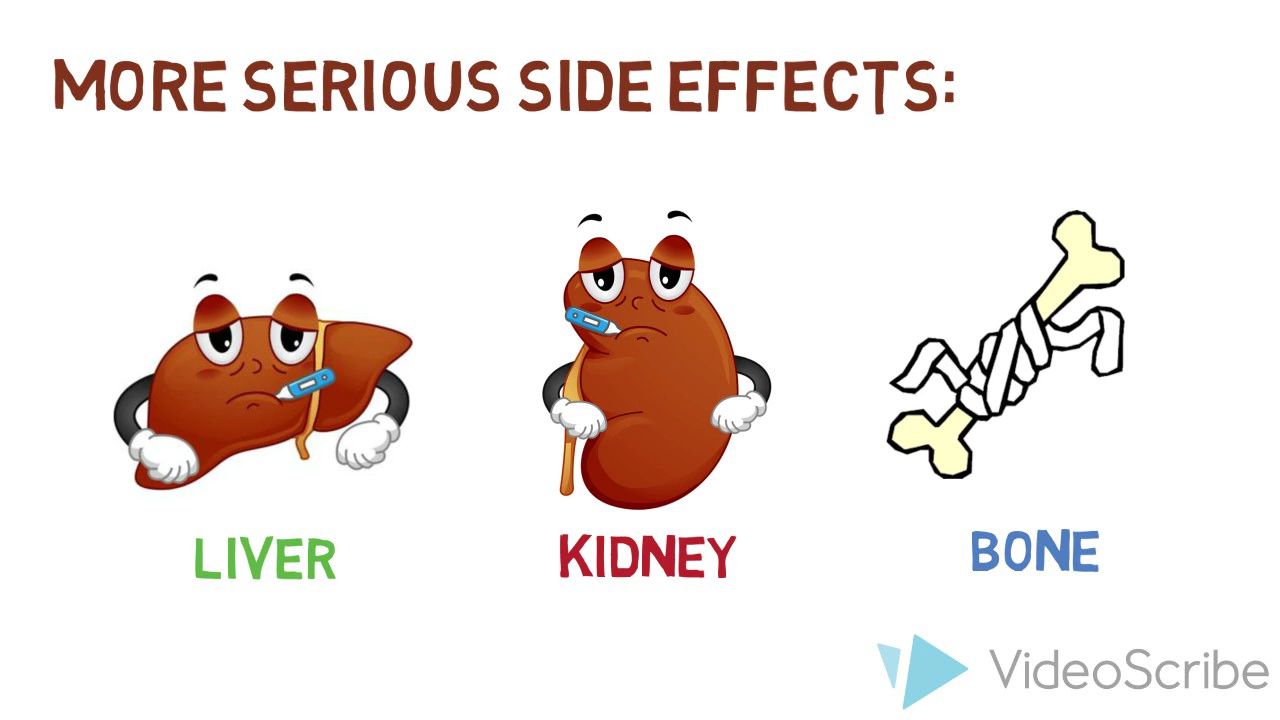 MORE SERIOUS SIDE EFFECTS:
LIVER
KIDNEY
BONE
VideoScribe